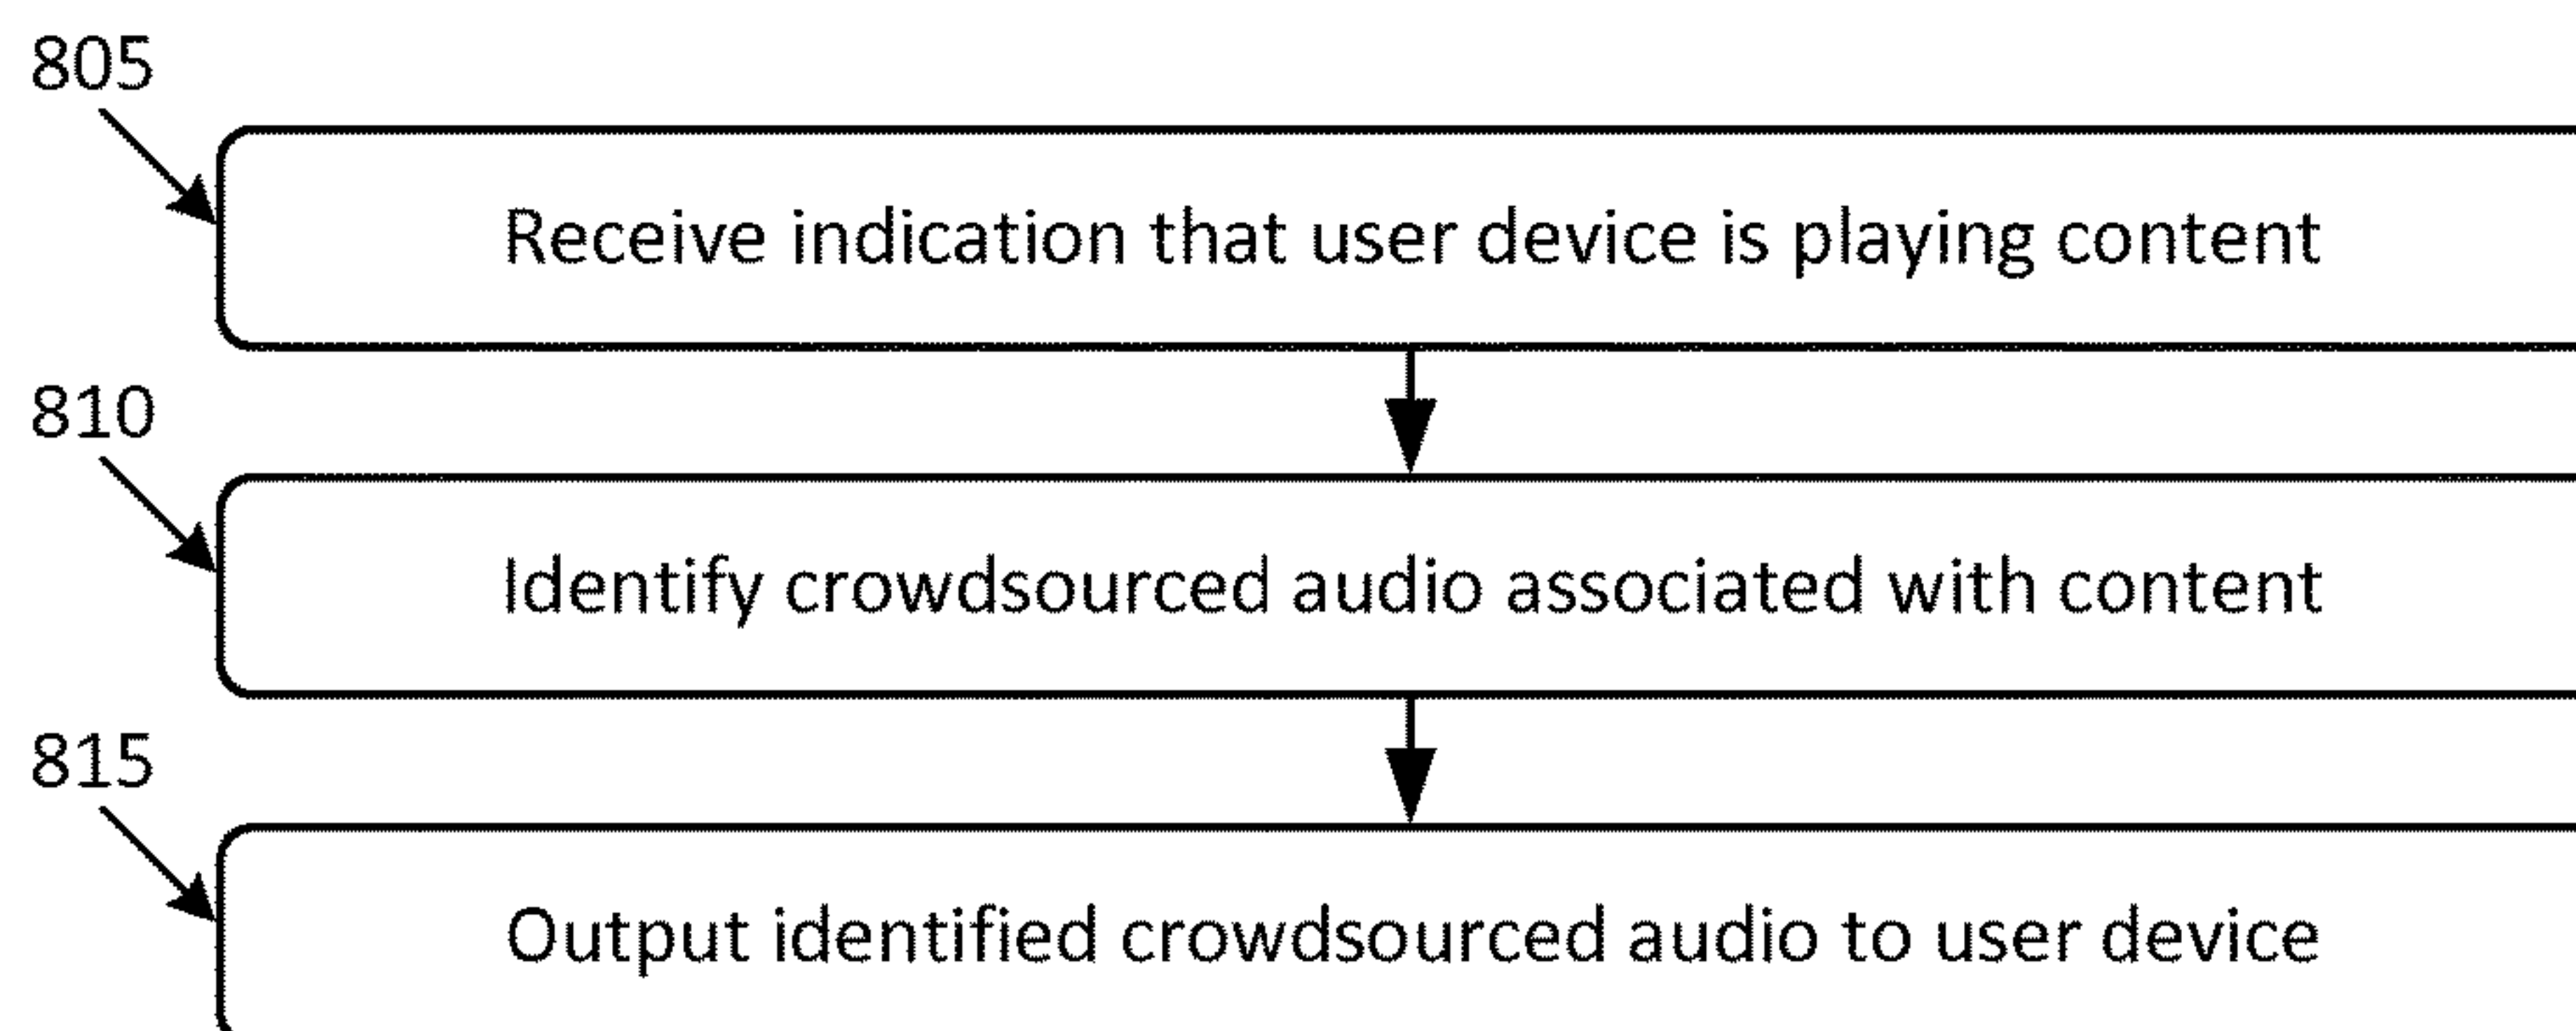 805
Receive indication that user device is playing content
810
Identify crowdsourced audio associated with content
815
Output identified crowdsourced audio to user device